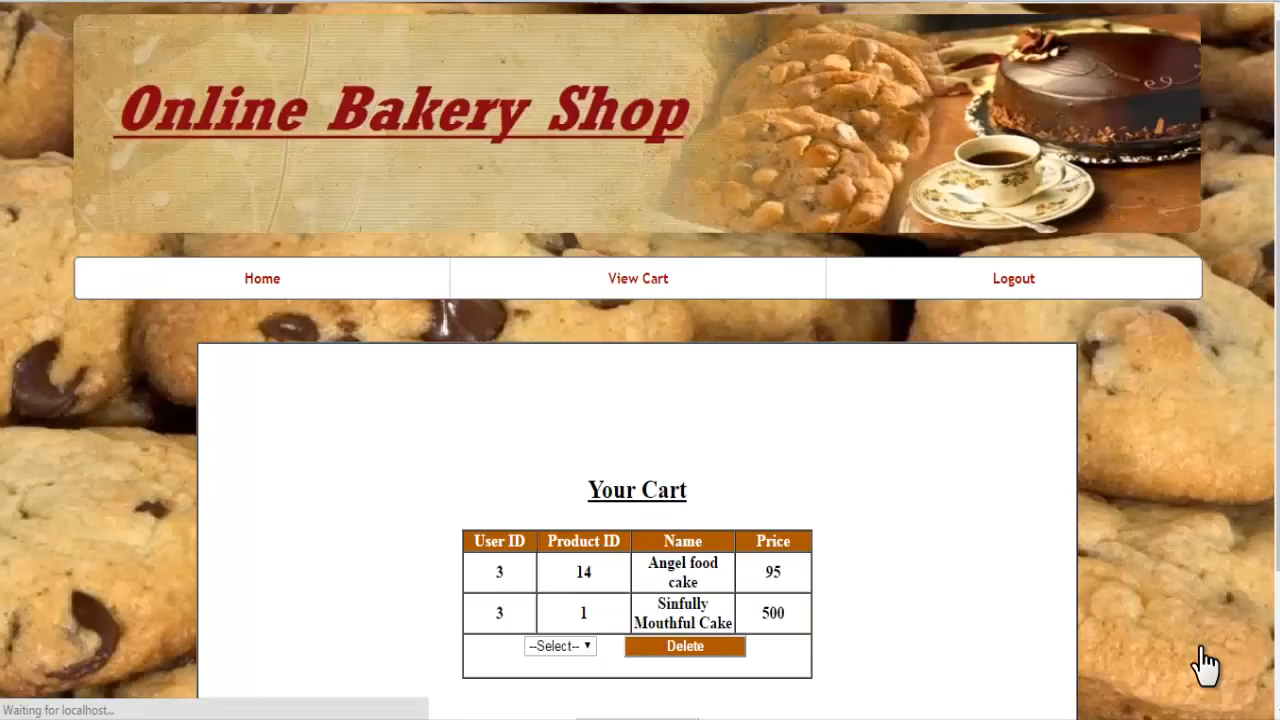 Online Bakery Shop
Home View Cart Logout
Your Cart
User ID Product ID Name Price
3 14 Angel food cake 95
3 1 Sinfully Mouthful Cake 500
--Select-- Delete
Waiting for localhost...